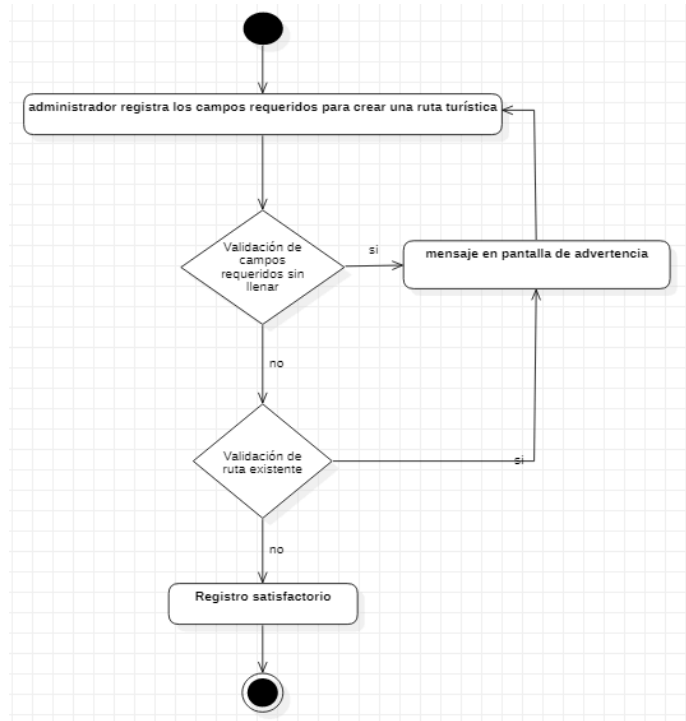 administrador registra los campos requeridos para crear una ruta turística
Validación de
campos
requeridos sin
llenar
si
mensaje en pantalla de advertencia
no
Validación de
ruta existente
si
no
Registro satisfactorio